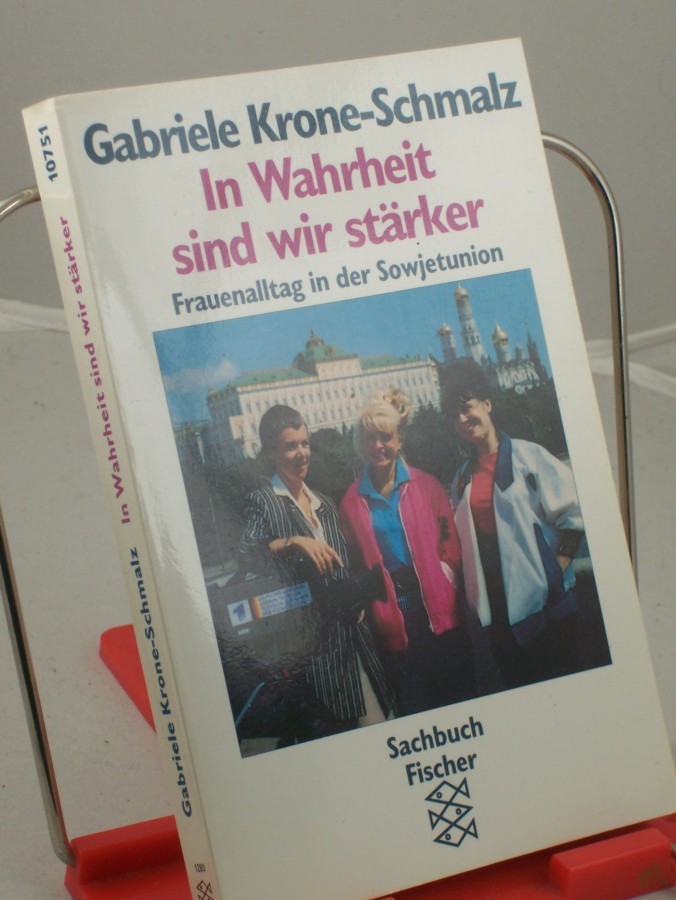 Gabriele Krone-Schmalz
In Wahrheit
sind wir stärker
Frauenalltag in der Sowjetunion
Sachbuch
Fischer
10751
In Wahrheit sind wir stärker
Gabriele Krone-Schmalz
1280